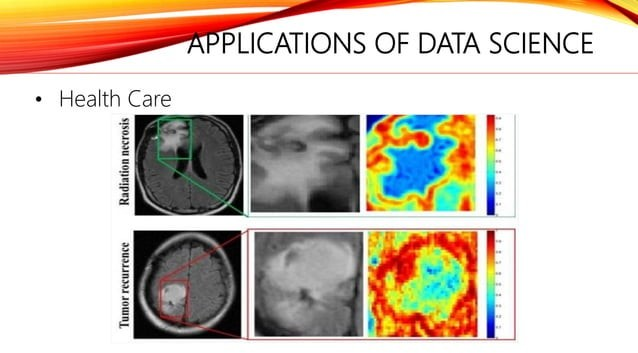 APPLICATIONS OF DATA SCIENCE
• Health Care
Radiation necrosis
Tumor recurrence